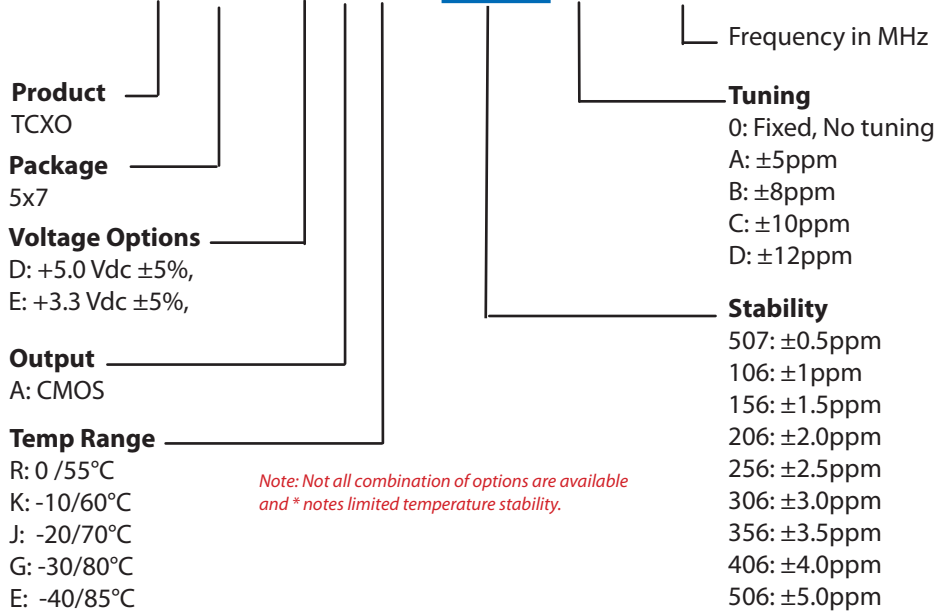 Frequency in MHz
Product
TCXO
Package
5x7
Voltage Options
D: +5.0 Vdc ±5%,
E: +3.3 Vdc ±5%,
Output
A: CMOS
Temp Range
R: 0 /55°C
K: -10/60°C
J: -20/70°C
G: -30/80°C
E: -40/85°C
Note: Not all combination of options are available
and * notes limited temperature stability.
Tuning
0: Fixed, No tuning
A: ±5ppm
B: ±8ppm
C: ±10ppm
D: ±12ppm
Stability
507: ±0.5ppm
106: ±1ppm
156: ±1.5ppm
206: ±2.0ppm
256: ±2.5ppm
306: ±3.0ppm
356: ±3.5ppm
406: ±4.0ppm
506: ±5.0ppm